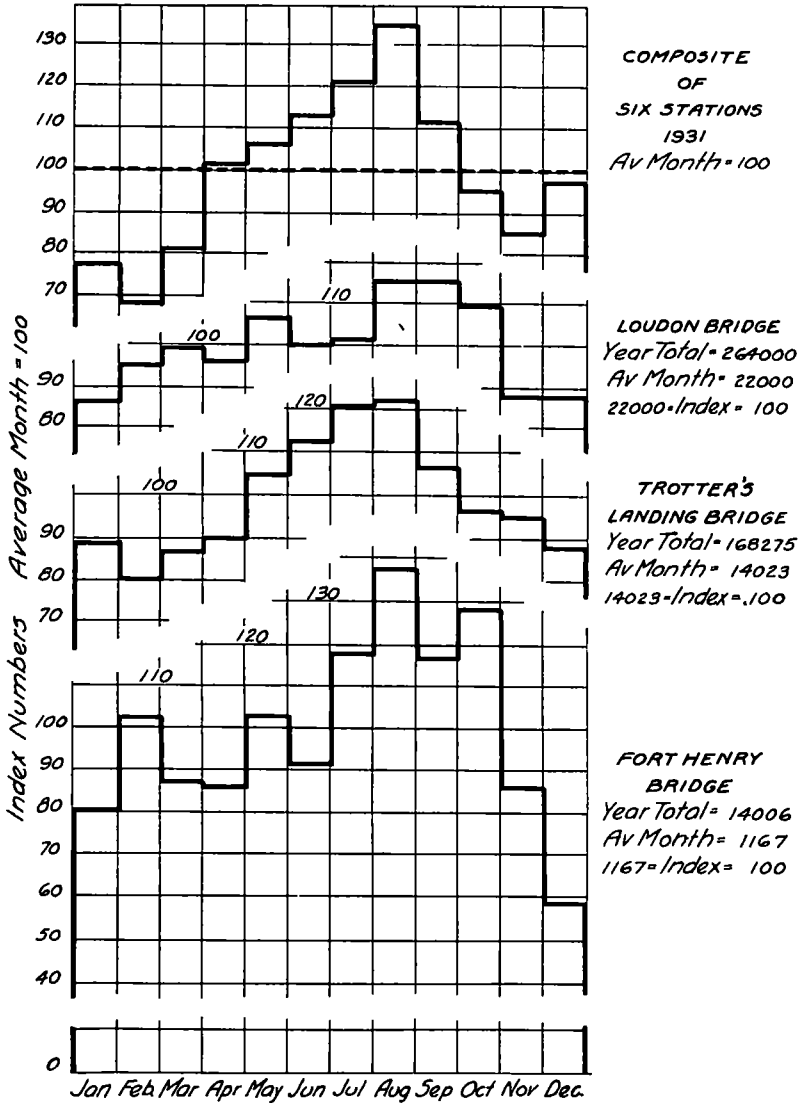 130
120
110
100
90
80
70
COMPOSITE
OF
SIX STATIONS
1931
Av Month = 100
110
100
90
80
LOUDON BRIDGE
Year Total = 264000
Av Month = 22000
22000 = Index = 100
120
110
100
90
80
70
TROTTER'S
LANDING BRIDGE
Year Total = 168275
Av Month = 14023
14023 = Index = .100
130
120
110
100
90
80
70
60
50
40
0
FORT HENRY
BRIDGE
Year Total = 14006
Av Month = 1167
1167 = Index = 100
Index Numbers Average Month = 100
Jan Feb. Mar Apr May Jun Jul Aug Sep Oct Nov Dec.